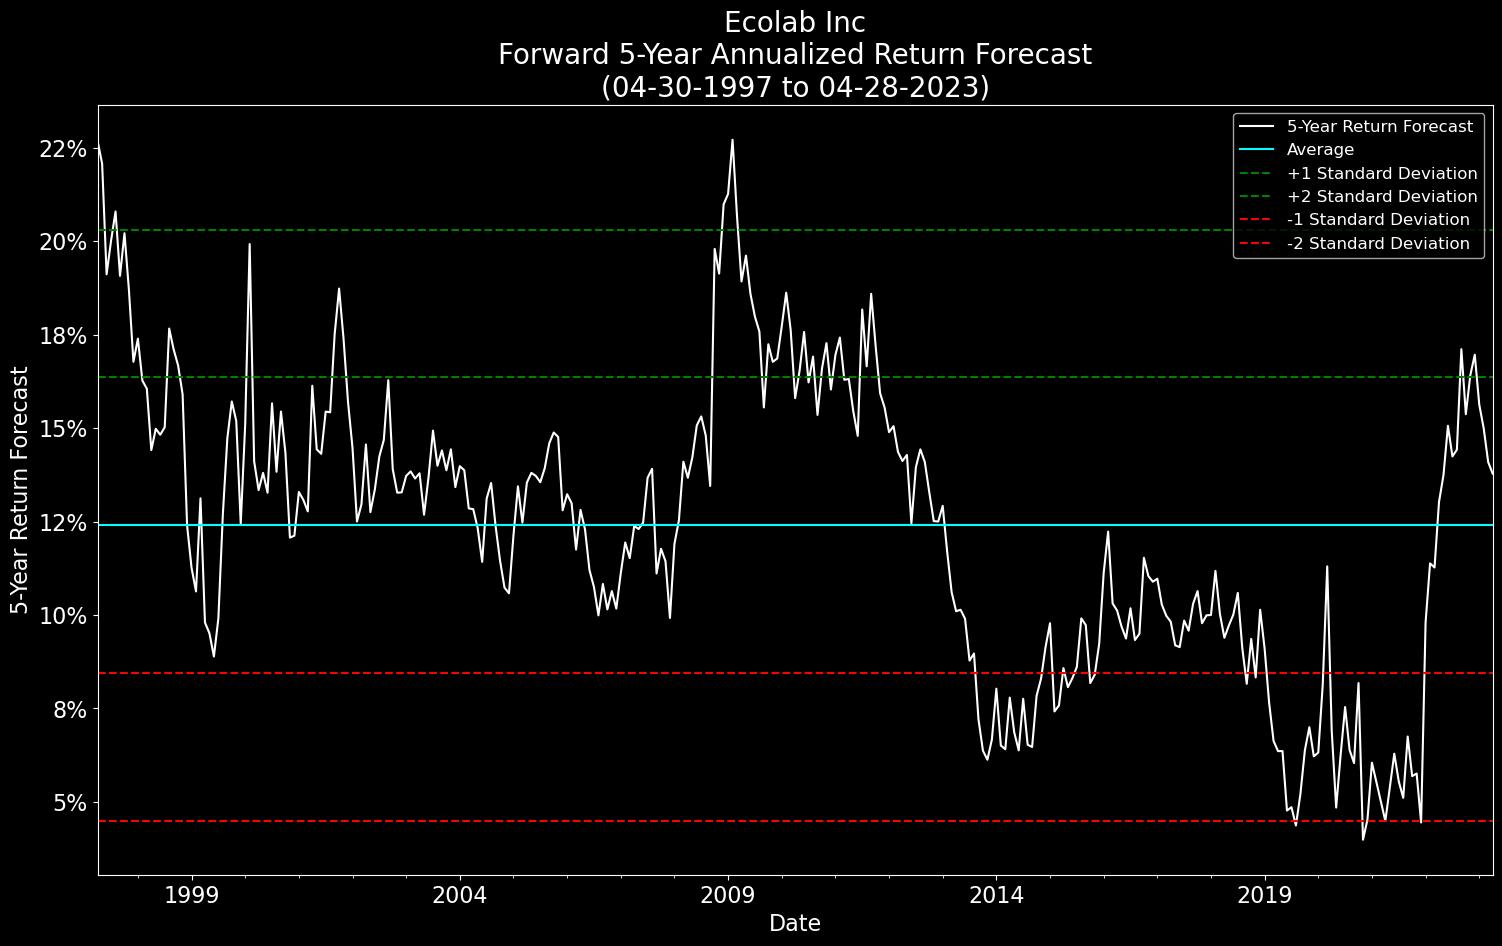 Ecolab Inc
Forward 5-Year Annualized Return Forecast
(04-30-1997 to 04-28-2023)
5-Year Return Forecast
Average
+1 Standard Deviation
+2 Standard Deviation
-1 Standard Deviation
-2 Standard Deviation
22%
20%
18%
15%
12%
10%
8%
5%
5-Year Return Forecast
1999
2004
2009
2014
2019
Date